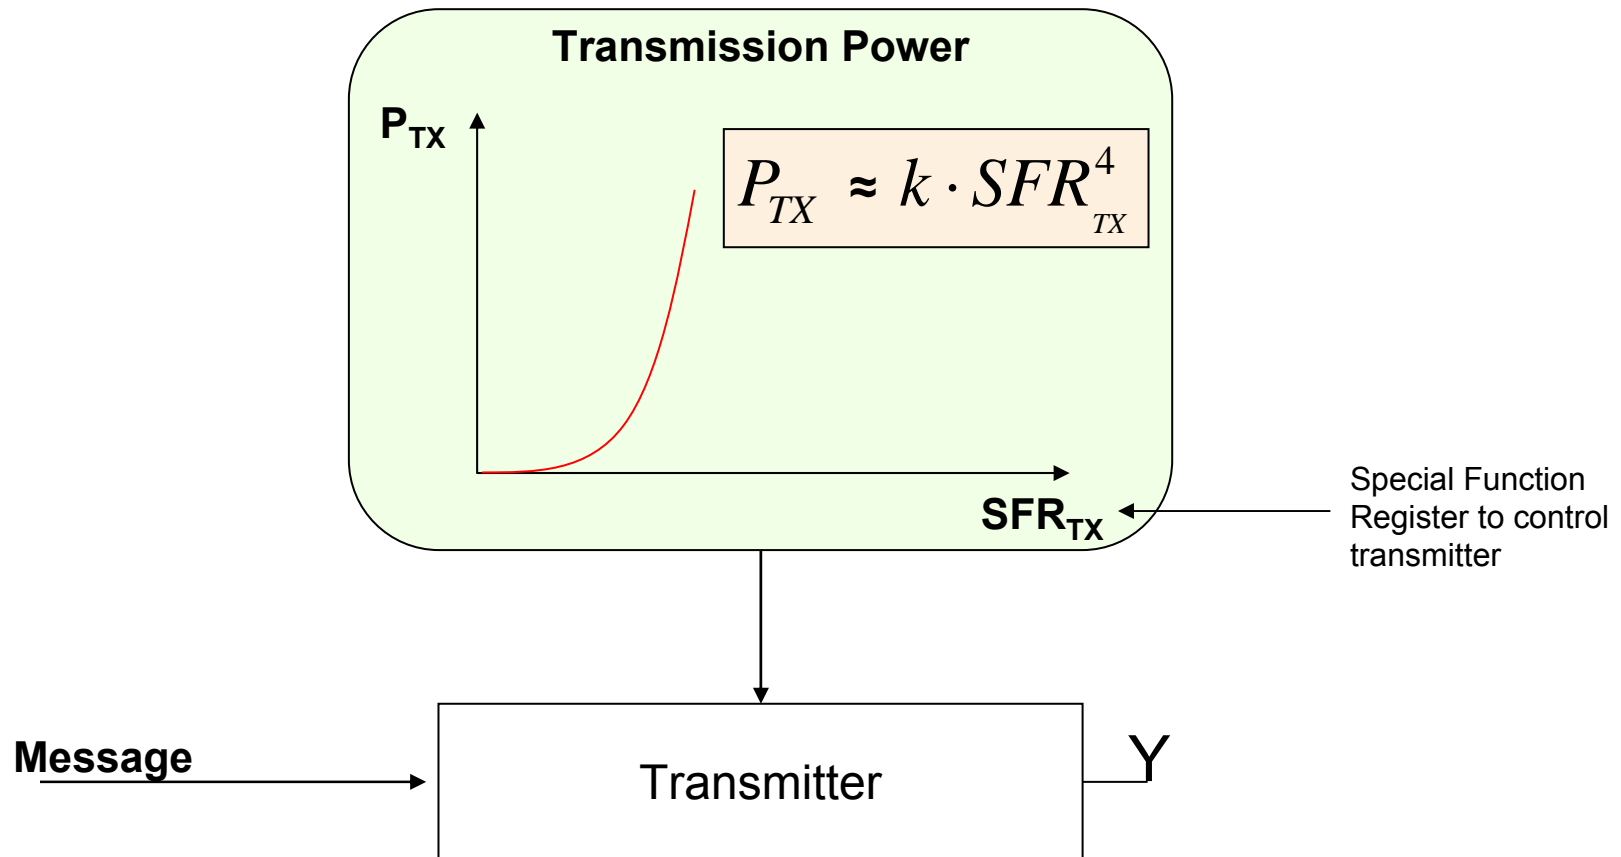 Transmission Power
P_TX
P_TX ≈ k · SFR_TX^4
SFR_TX
Special Function
Register to control
transmitter
Message
Transmitter
Y